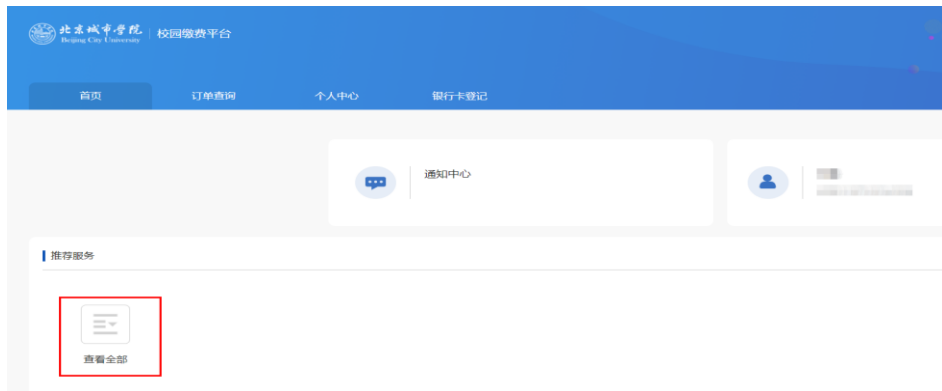 北京城市学院
Beijing City University
校园缴费平台
首页 订单查询 个人中心 银行卡登记
通知中心
推荐服务
查看全部